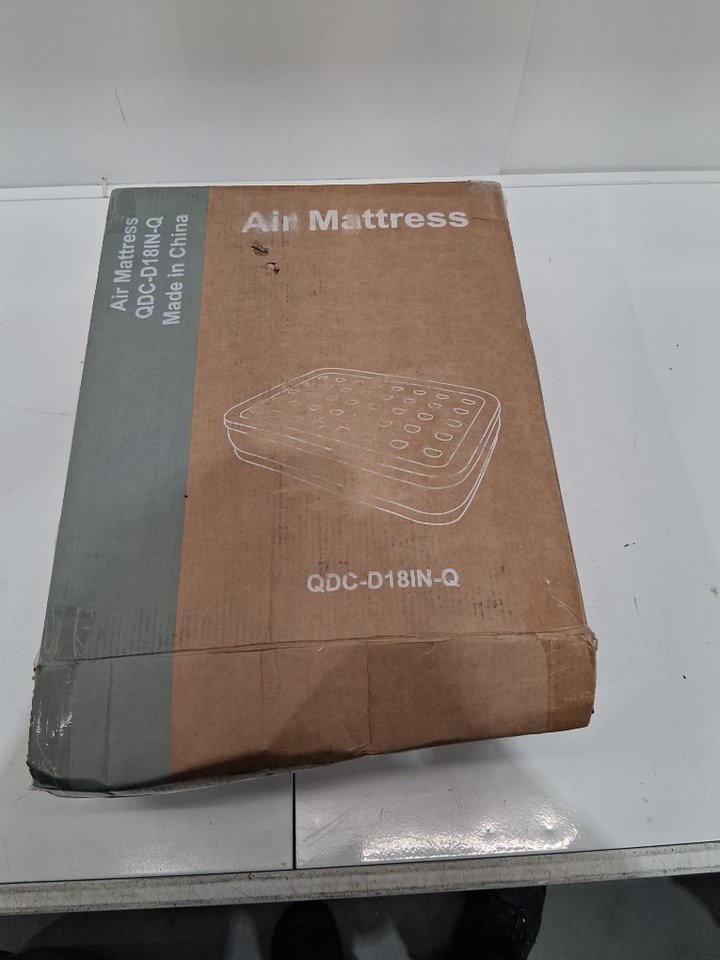 Air Mattress
QDC-D18IN-Q
Made in China
Air Mattress
QDC-D18IN-Q